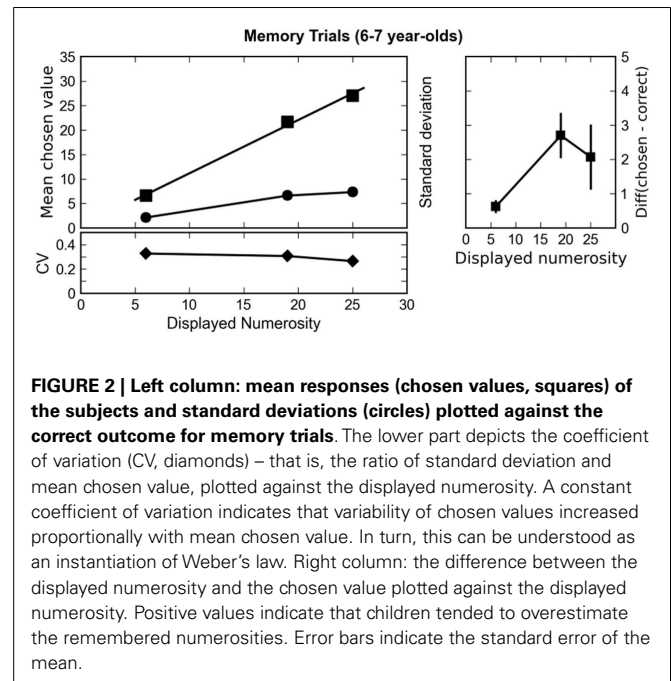 Memory Trials (6-7 year-olds)
Mean chosen value
35
30
25
20
15
10
5
0
Standard deviation
CV
0.4
0.2
0
0 5 10 15 20 25 30
Displayed Numerosity
5
4
3
2
1
0
Diff(chosen - correct)
0 5 10 15 20 25
Displayed numerosity
FIGURE 2 | Left column: mean responses (chosen values, squares) of
the subjects and standard deviations (circles) plotted against the
correct outcome for memory trials. The lower part depicts the coefficient
of variation (CV, diamonds) – that is, the ratio of standard deviation and
mean chosen value, plotted against the displayed numerosity. A constant
coefficient of variation indicates that variability of chosen values increased
proportionally with mean chosen value. In turn, this can be understood as
an instantiation of Weber’s law. Right column: the difference between the
displayed numerosity and the chosen value plotted against the displayed
numerosity. Positive values indicate that children tended to overestimate
the remembered numerosities. Error bars indicate the standard error of the
mean.